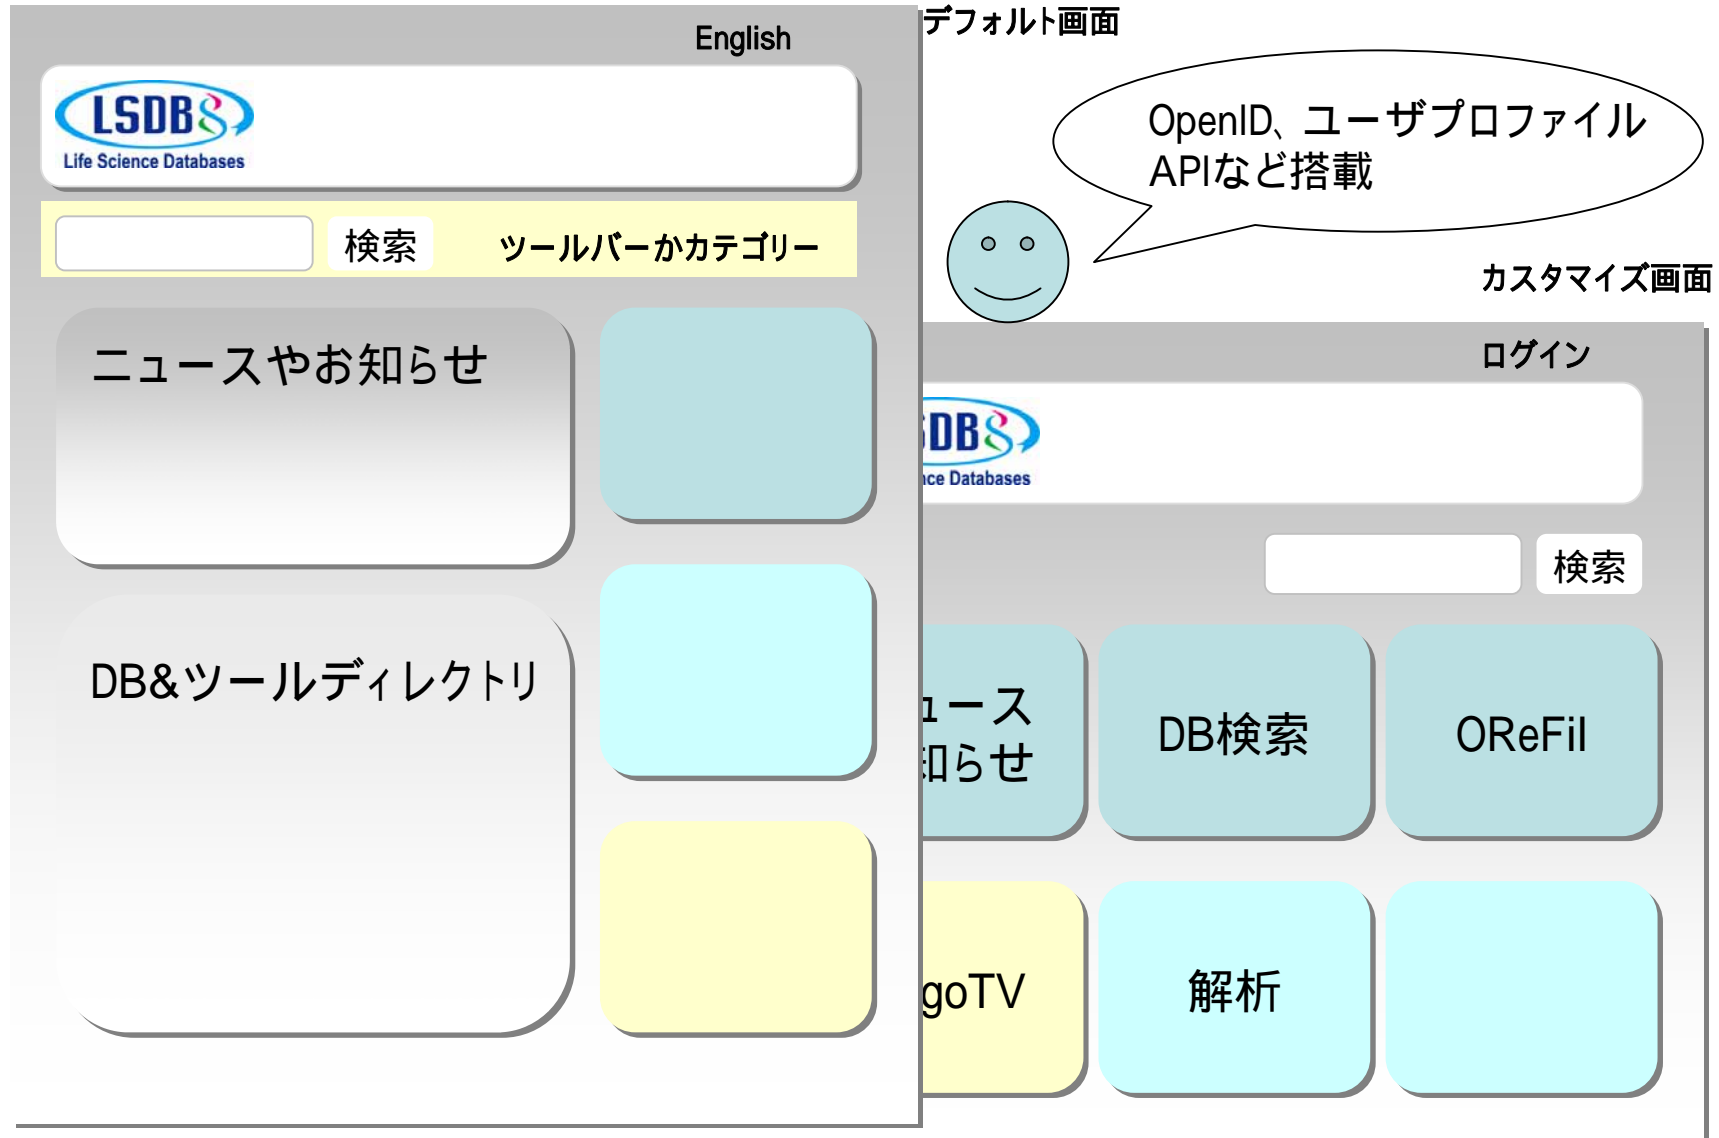 English
デフォルト画面
LSDB
Life Science Databases
検索
ツールバーかカテゴリー
ニュースやお知らせ
DB&ツールディレクトリ
OpenID、ユーザプロファイル
APIなど搭載
カスタマイズ画面
ログイン
DB
Databases
検索
ュース
知らせ
DB検索
OReFil
goTV
解析